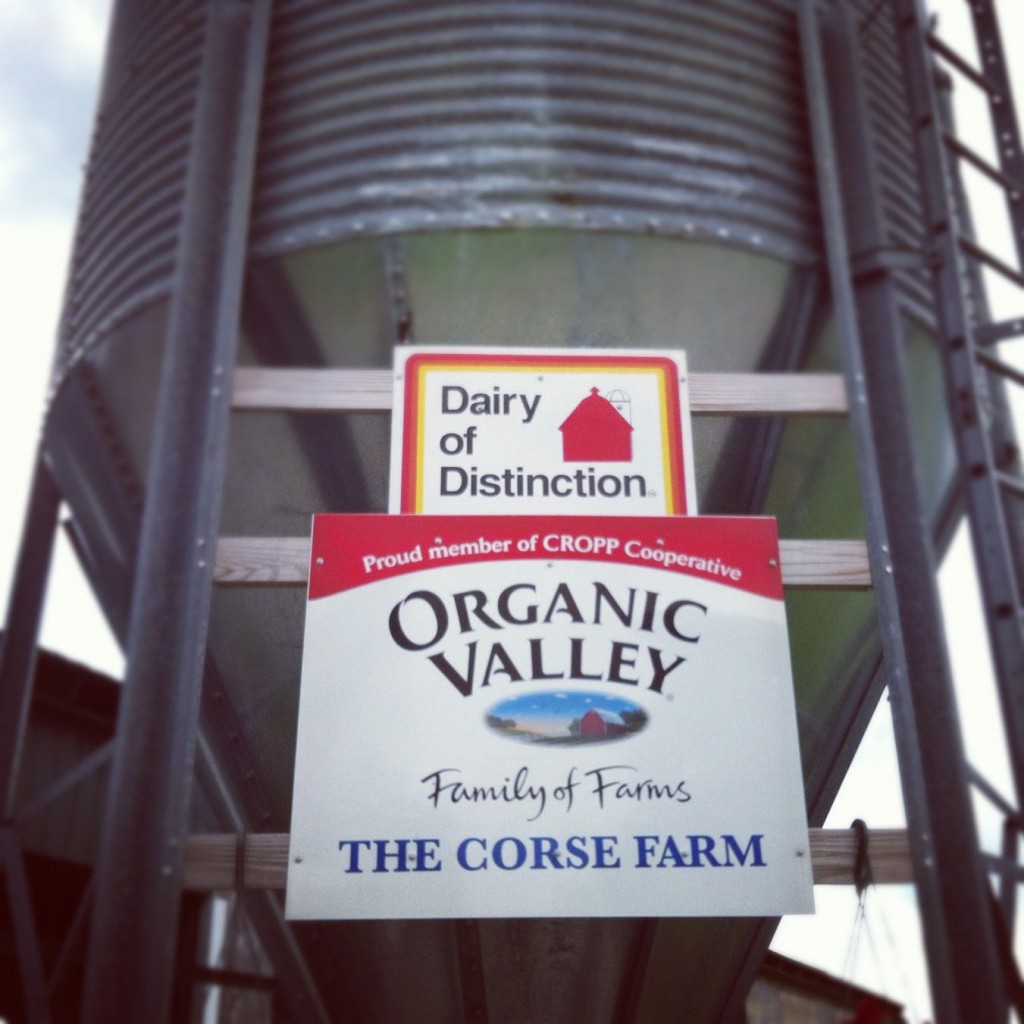 Dairy
of
Distinction
Proud member of CROPP Cooperative
ORGANIC
VALLEY
Family of Farms
THE CORSE FARM